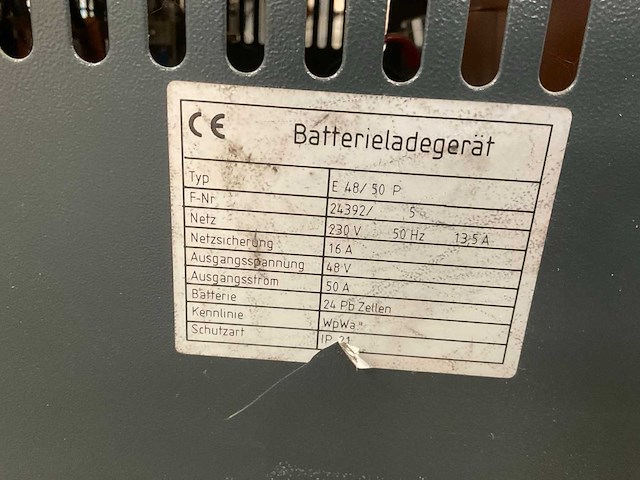 CE Batterieladegerät
Typ E 48/50 P
F-Nr 24392/ 5
Netz 230 V 50 Hz 13,5 A
Netzsicherung 16 A
Ausgangsspannung 48 V
Ausgangsstrom 50 A
Batterie 24 Pb Zellen
Kennlinie WpWa
Schutzart IP 21